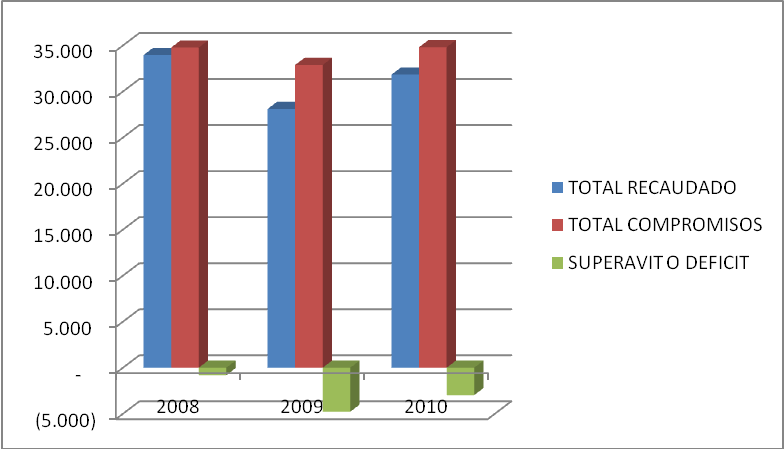 35.000
30.000
25.000
20.000
15.000
10.000
5.000
-
(5.000)
2008 2009 2010
TOTAL RECAUDADO
TOTAL COMPROMISOS
SUPERAVIT O DEFICIT